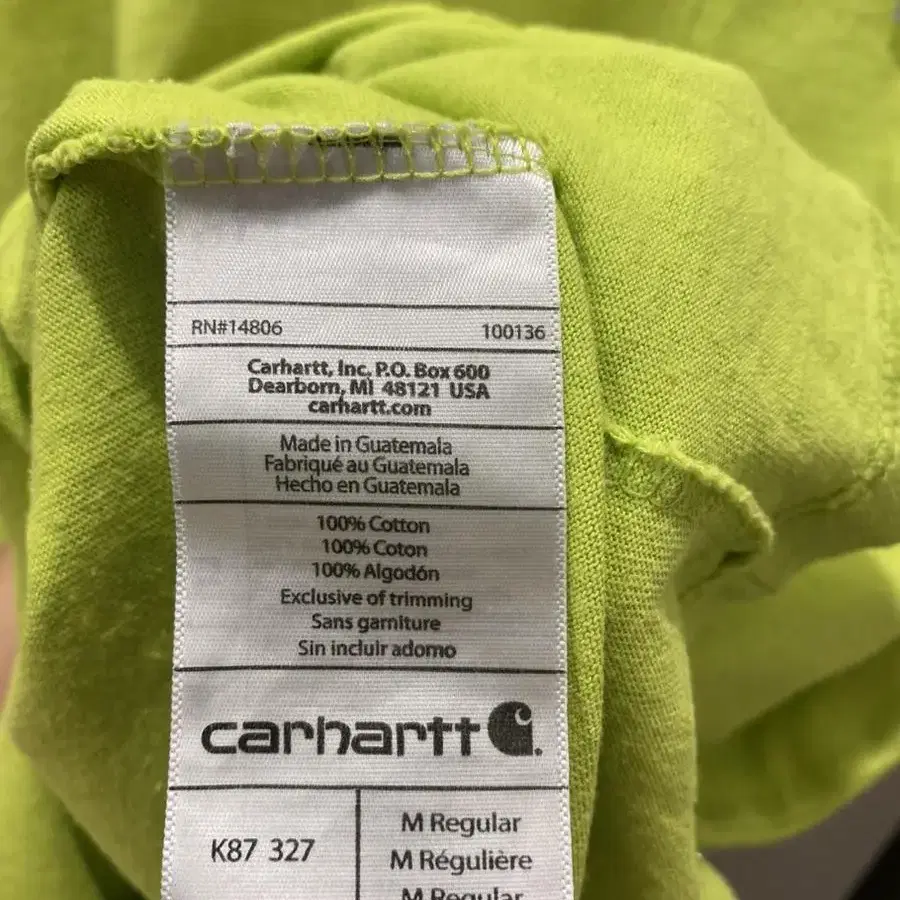 RN#14806 100136
Carhartt, Inc. P.O. Box 600
Dearborn, MI 48121 USA
carhartt.com
Made in Guatemala
Fabriqué au Guatemala
Hecho en Guatemala
100% Cotton
100% Coton
100% Algodón
Exclusive of trimming
Sans garniture
Sin incluir adorno
carhartt
K87 327
M Regular
M Régulière
M Regular